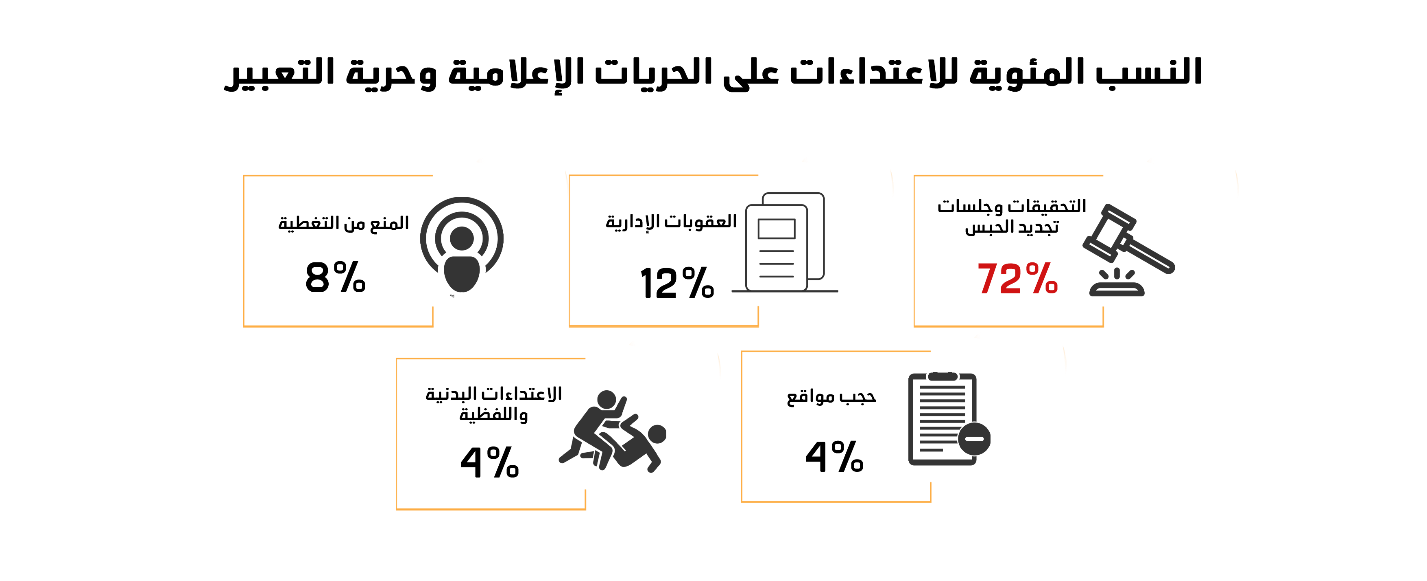 النسب المئوية للاعتداءات على الحريات الإعلامية وحرية التعبير
التحقيقات وجلسات
تجديد الحبس
72%
العقوبات الإدارية
12%
المنع من التغطية
8%
حجب مواقع
4%
الاعتداءات البدنية
واللفظية
4%